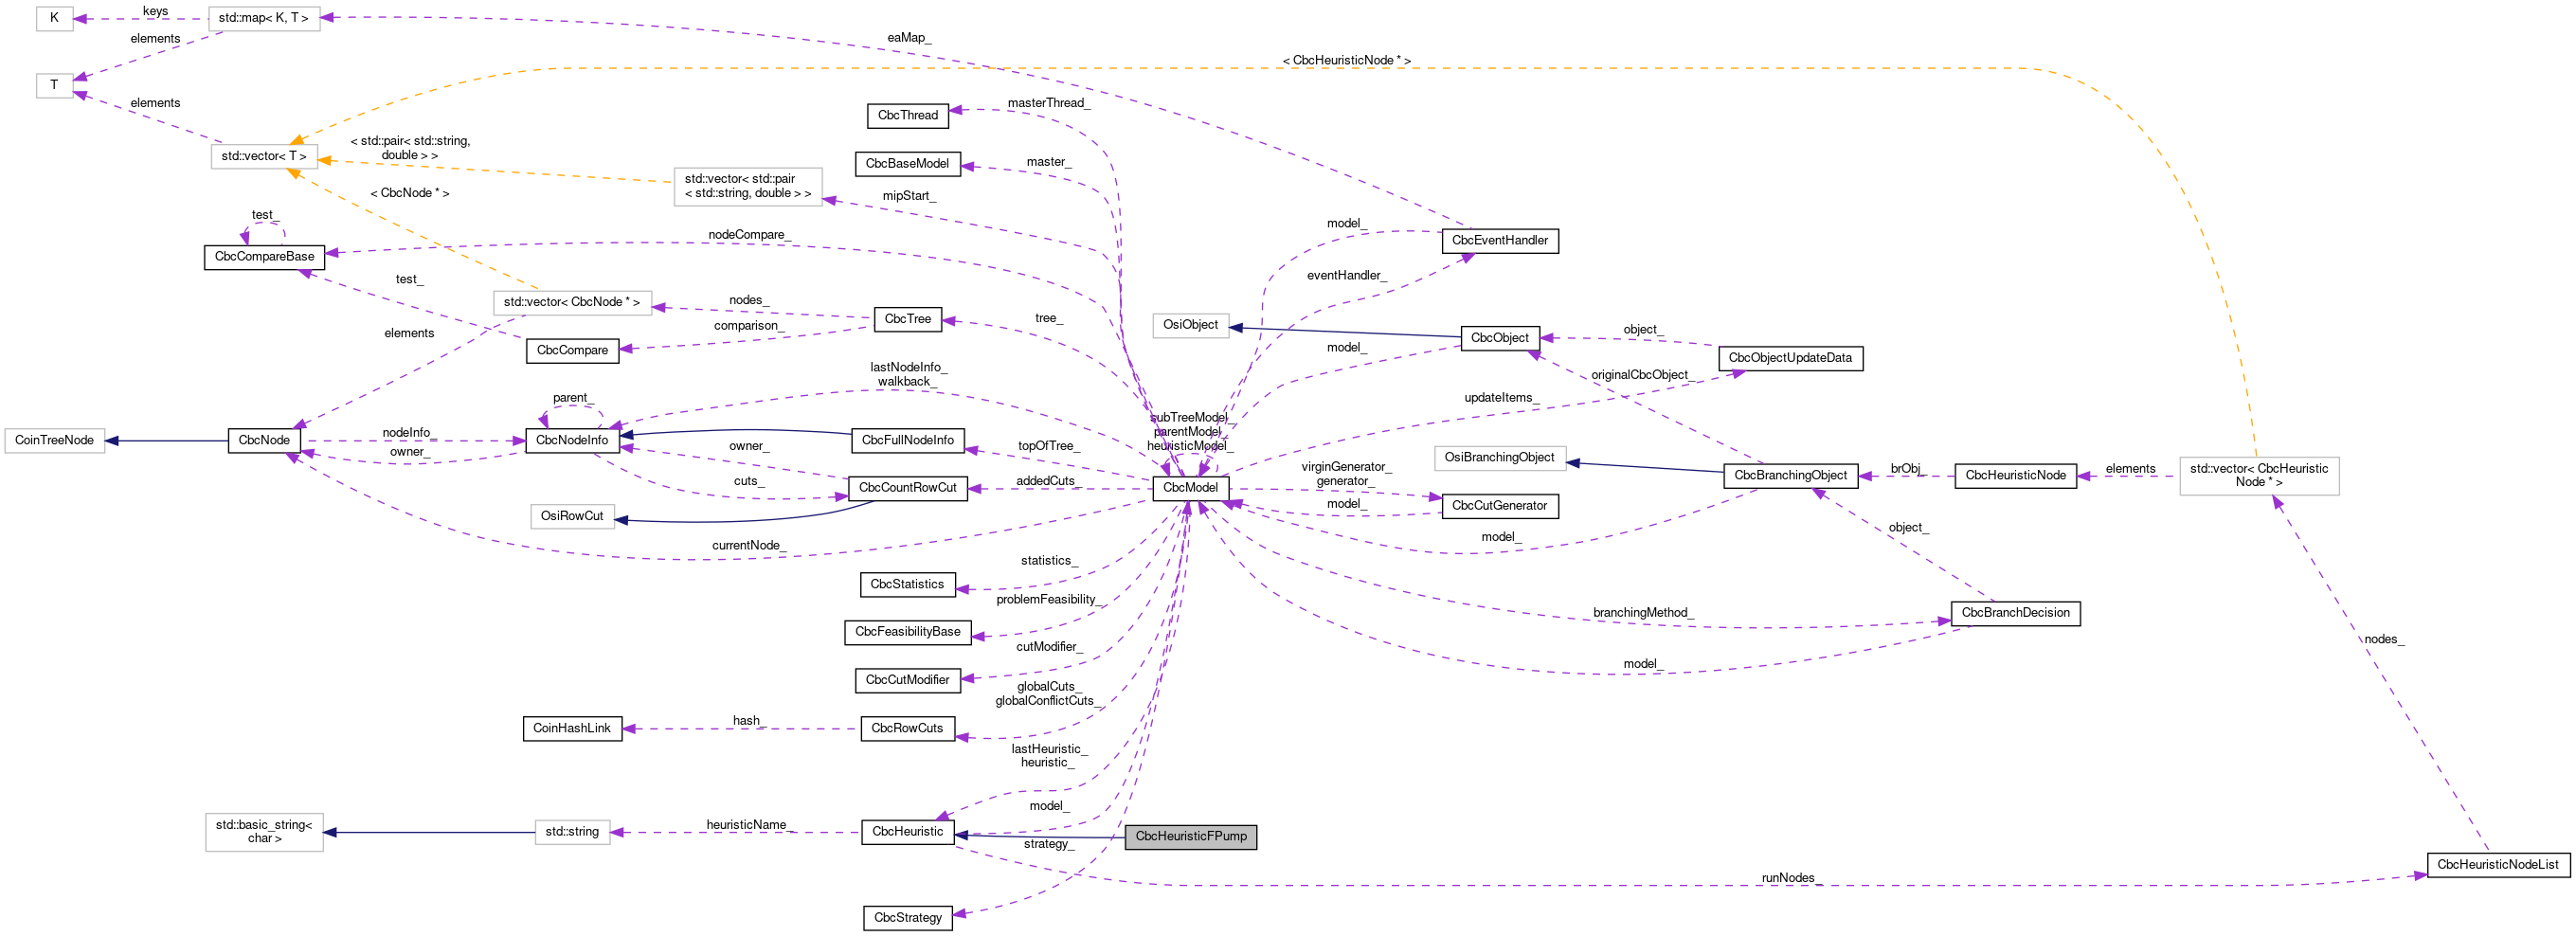 K
keys
std::map< K, T >
elements
eaMap_
< CbcHeuristicNode * >
T
elements
masterThread_
CbcThread
< std::pair< std::string,
double > >
std::vector< T >
master_
CbcBaseModel
std::vector< std::pair
< std::string, double > >
mipStart_
< CbcNode * >
test_
nodeCompare_
model_
CbcEventHandler
CbcCompareBase
test_
eventHandler_
std::vector< CbcNode * >
nodes_
CbcTree
tree_
comparison_
elements
CbcCompare
OsiObject
model_
CbcObject
object_
CbcObjectUpdateData
originalCbcObject_
lastNodeInfo_
walkback_
updateItems_
parent_
subTreeModel_
parentModel_
heuristicModel_
CoinTreeNode
CbcNode
nodeInfo_
owner_
CbcNodeInfo
CbcFullNodeInfo
topOfTree_
owner_
cuts_
CbcCountRowCut
addedCuts_
CbcModel
virginGenerator_
generator_
model_
CbcCutGenerator
OsiBranchingObject
CbcBranchingObject
brObj_
CbcHeuristicNode
elements
std::vector< CbcHeuristic
Node * >
OsiRowCut
currentNode_
model_
object_
statistics_
CbcStatistics
problemFeasibility_
CbcFeasibilityBase
branchingMethod_
CbcBranchDecision
cutModifier_
CbcCutModifier
model_
nodes_
globalCuts_
globalConflictCuts_
CoinHashLink
hash_
CbcRowCuts
lastHeuristic_
heuristic_
std::basic_string<
char >
std::string
heuristicName_
CbcHeuristic
model_
CbcHeuristicFPump
strategy_
runNodes_
CbcHeuristicNodeList
CbcStrategy